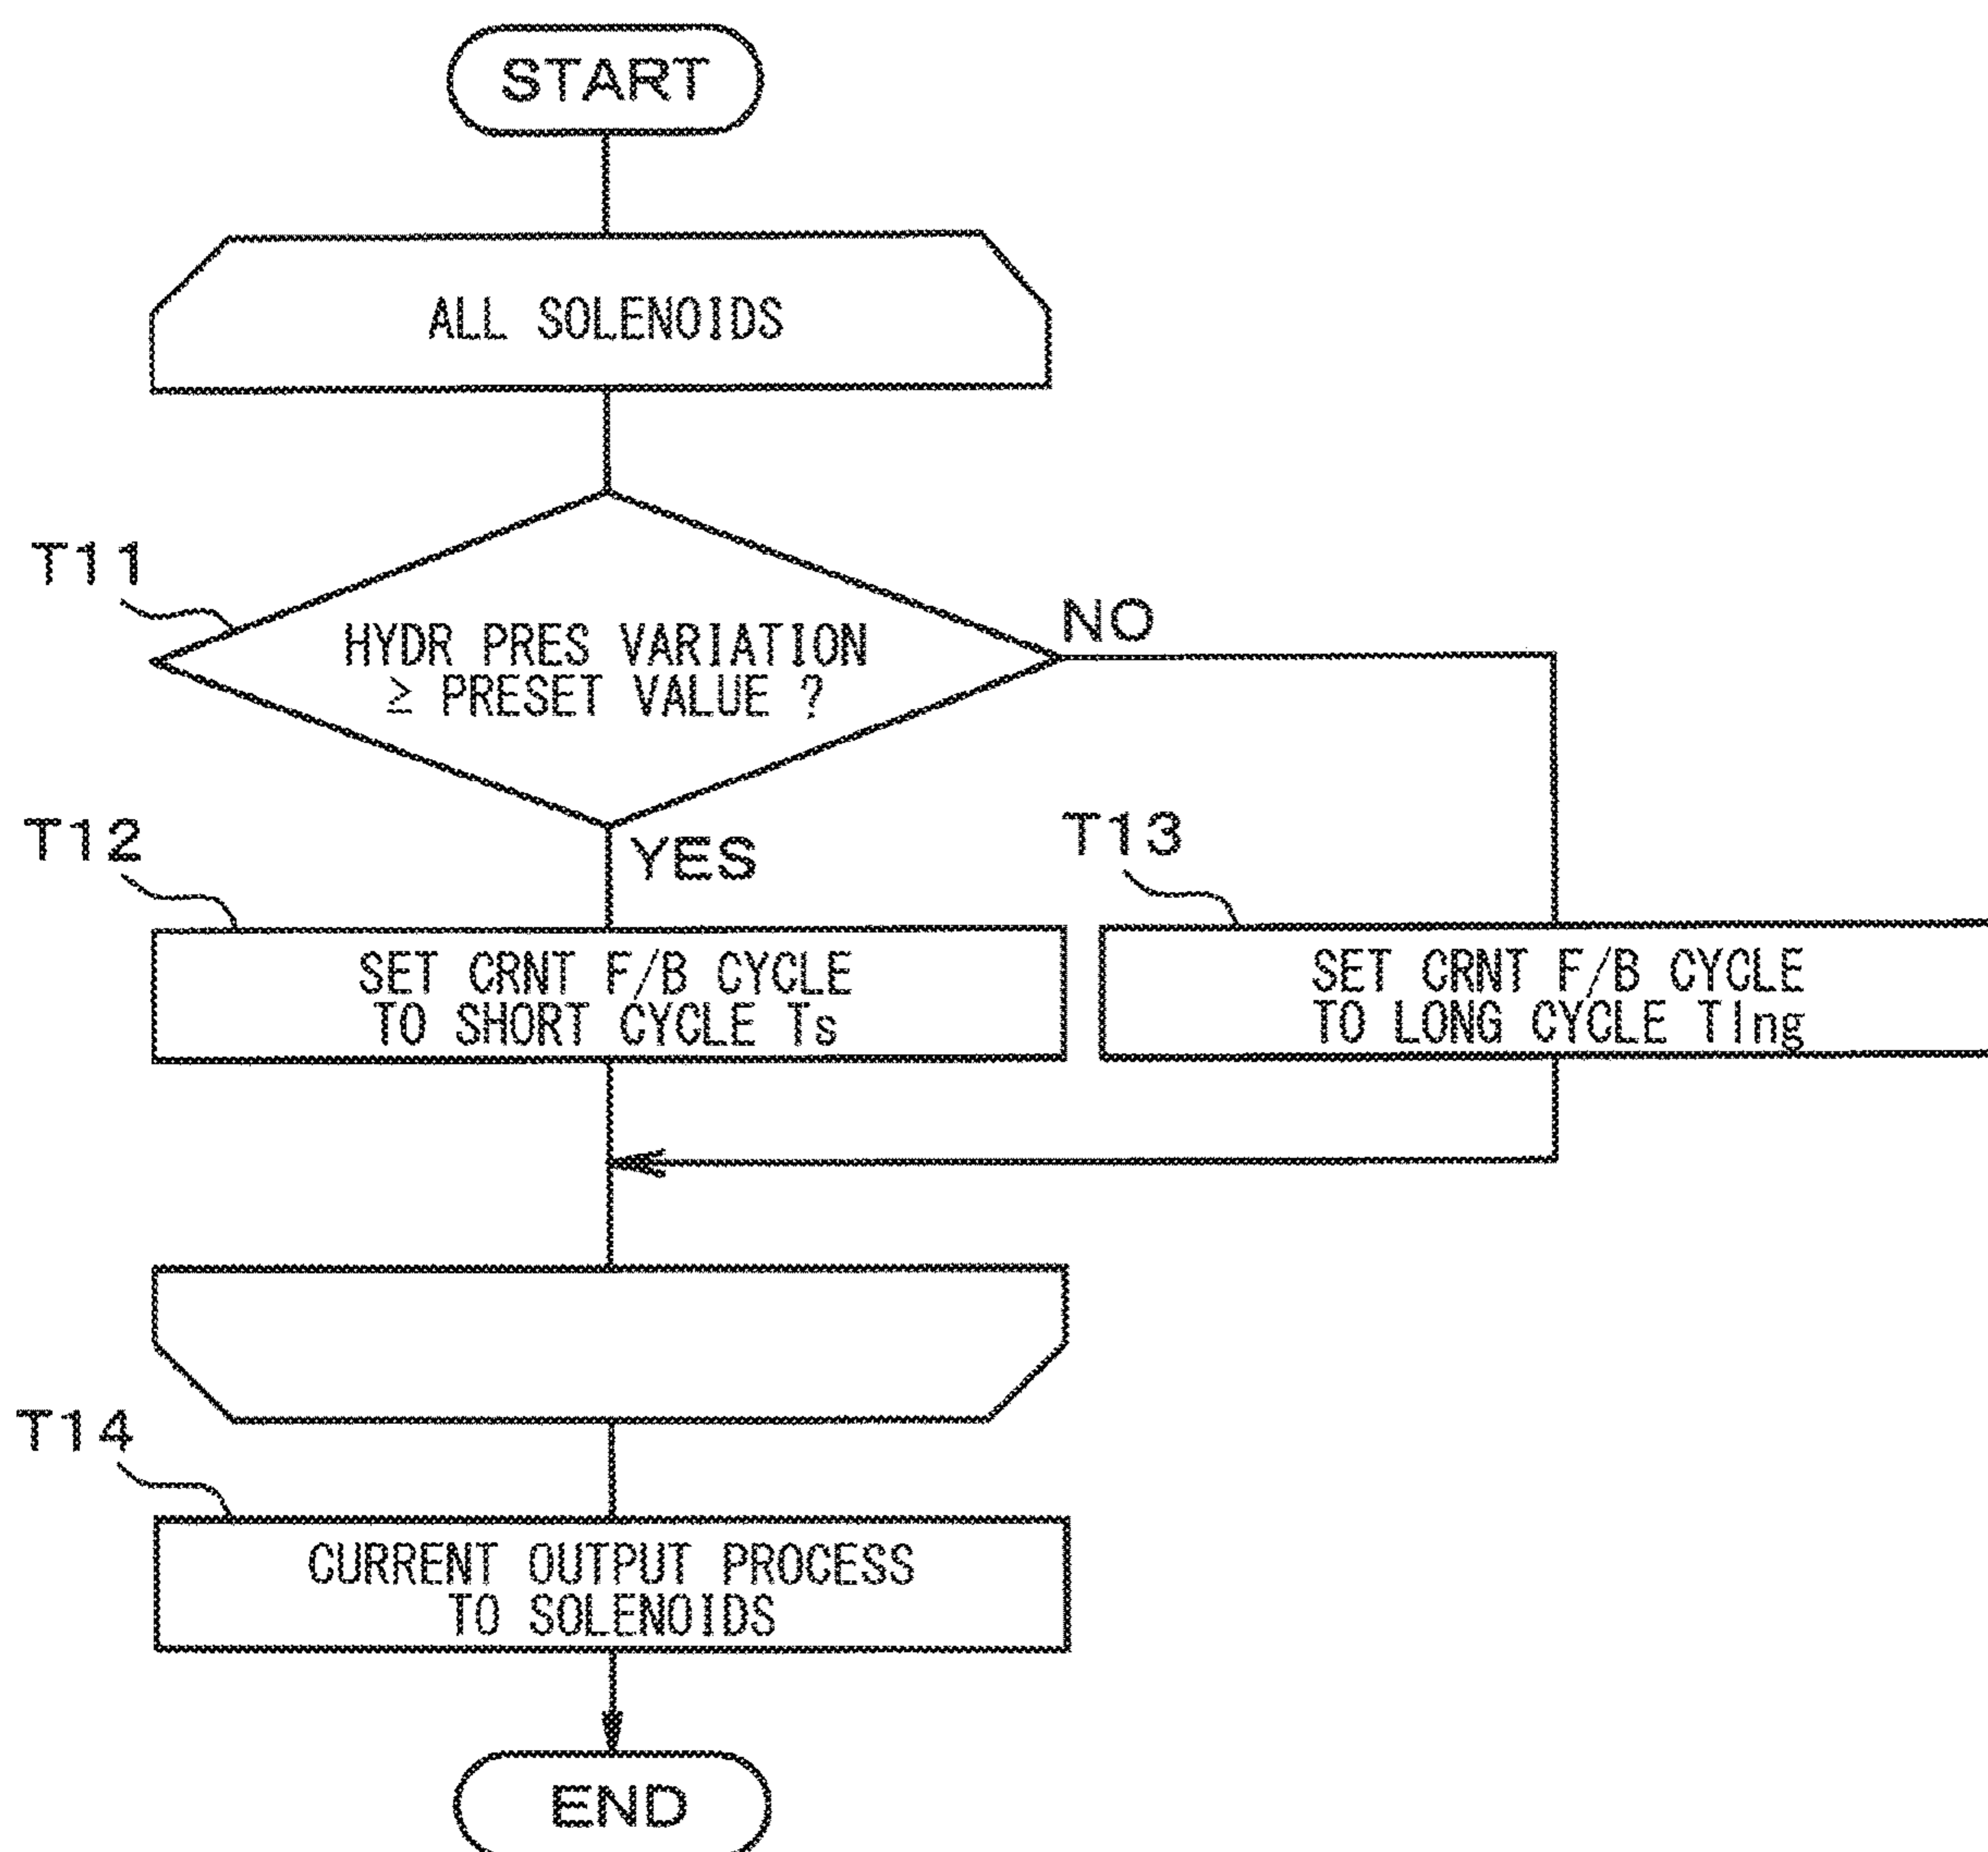 START
ALL SOLENOIDS
T11
HYDR PRES VARIATION
≥ PRESET VALUE ?
NO
YES
T12
SET CRNT F/B CYCLE
TO SHORT CYCLE Ts
T13
SET CRNT F/B CYCLE
TO LONG CYCLE Tlng
T14
CURRENT OUTPUT PROCESS
TO SOLENOIDS
END